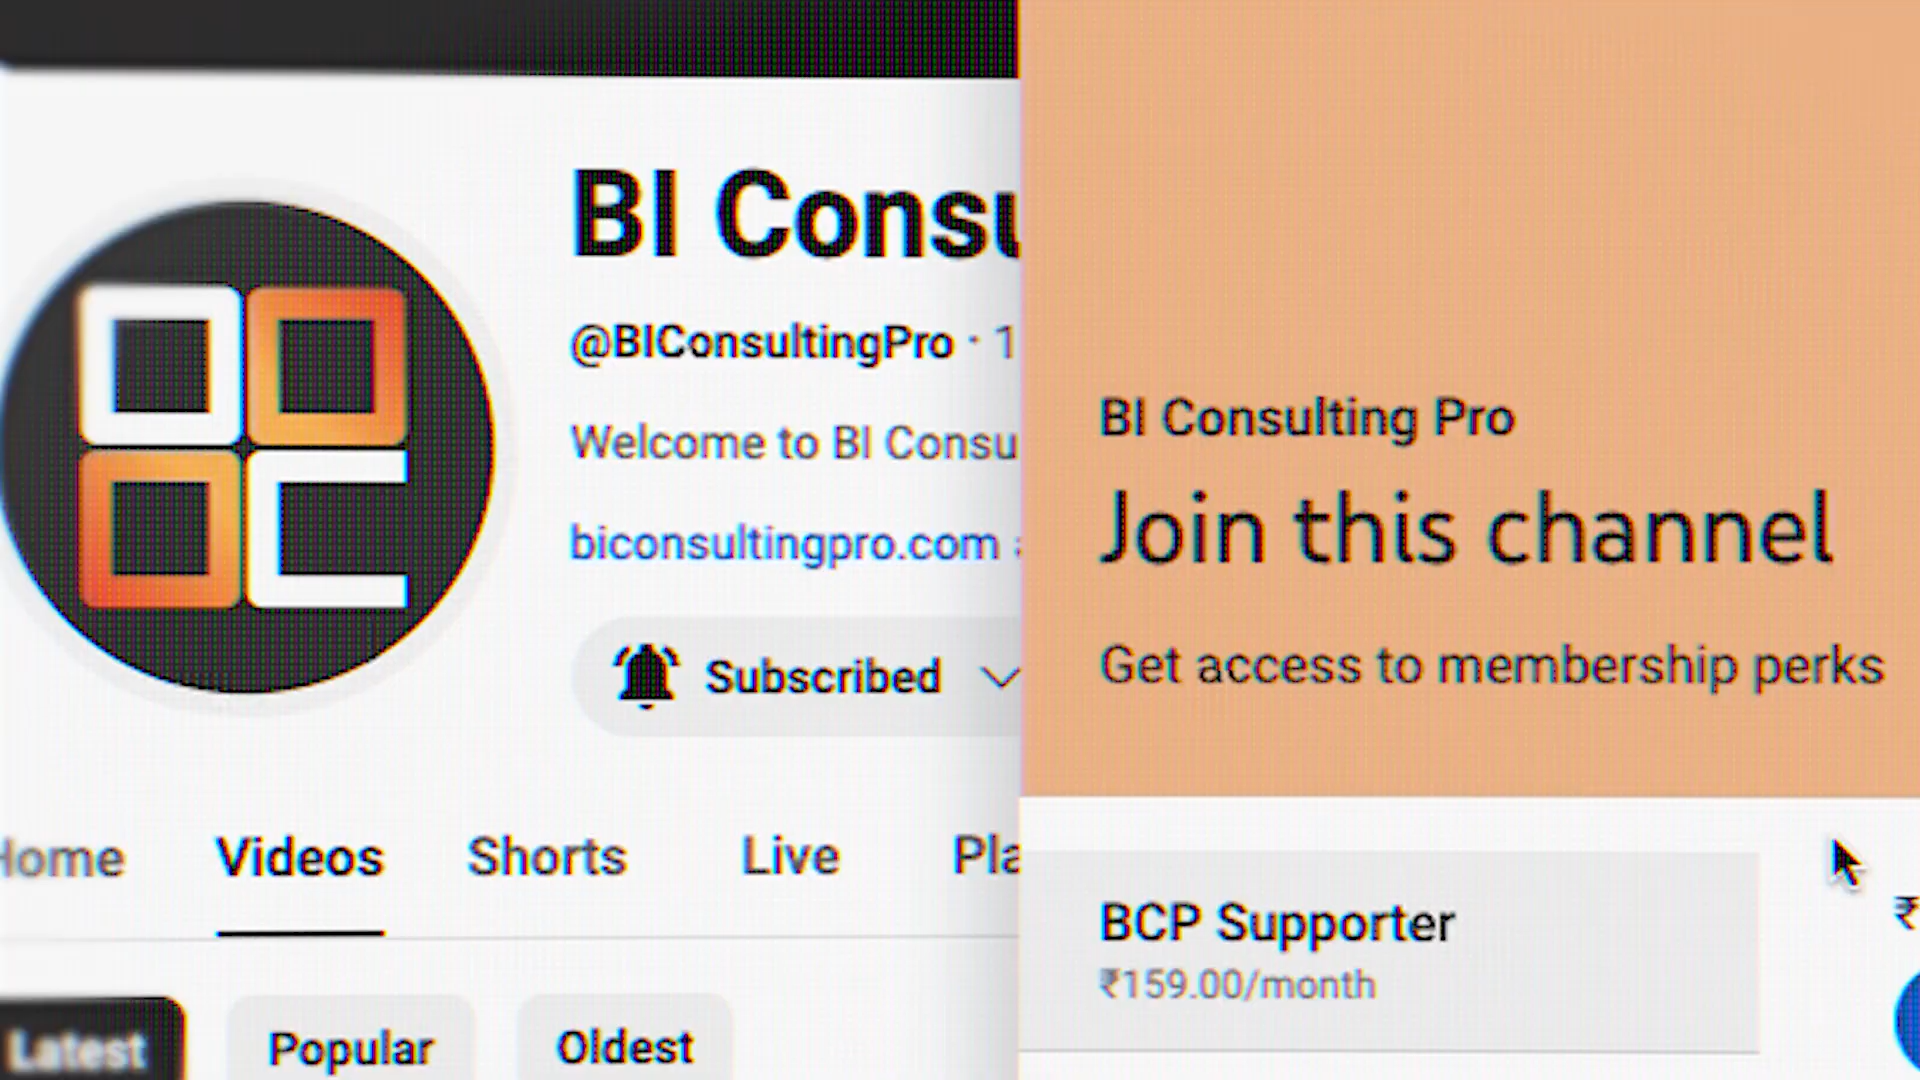 BI Consu
@BIConsultingPro · 1
Welcome to BI Consu
biconsultingpro.com
Subscribed
Home
Videos
Shorts
Live
Pla
Latest
Popular
Oldest
BI Consulting Pro
Join this channel
Get access to membership perks
BCP Supporter
₹159.00/month
₹